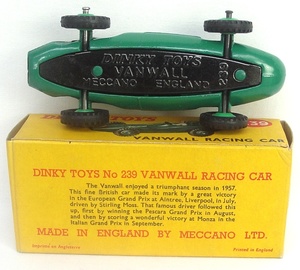 DINKY TOYS
VANWALL
MECCANO ENGLAND
239
239
VANWALL RACING CAR
DINKY TOYS No 239 VANWALL RACING CAR
The Vanwall enjoyed a triumphant season in 1957.
This fine British car made its mark by a great victory
in the European Grand Prix at Aintree, Liverpool, in July,
driven by Stirling Moss. That famous driver followed this
up, first by winning the Pescara Grand Prix in August,
and then by scoring a wonderful victory at Monza in the
Italian Grand Prix in September.
MADE IN ENGLAND BY MECCANO LTD.
Imprimé en Angleterre
Printed in England